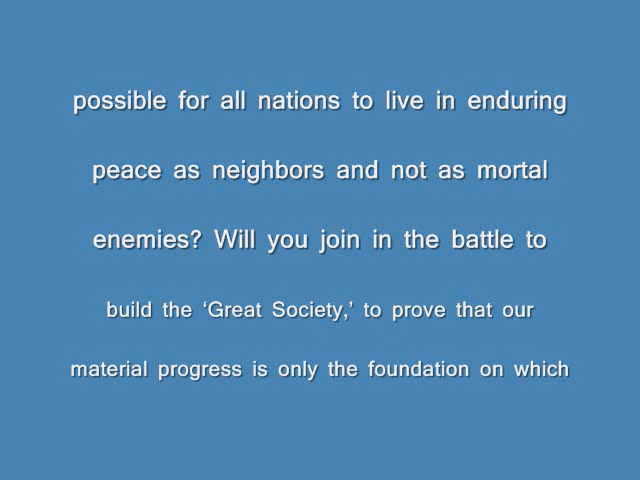 possible for all nations to live in enduring
peace as neighbors and not as mortal
enemies? Will you join in the battle to
build the ‘Great Society,’ to prove that our
material progress is only the foundation on which